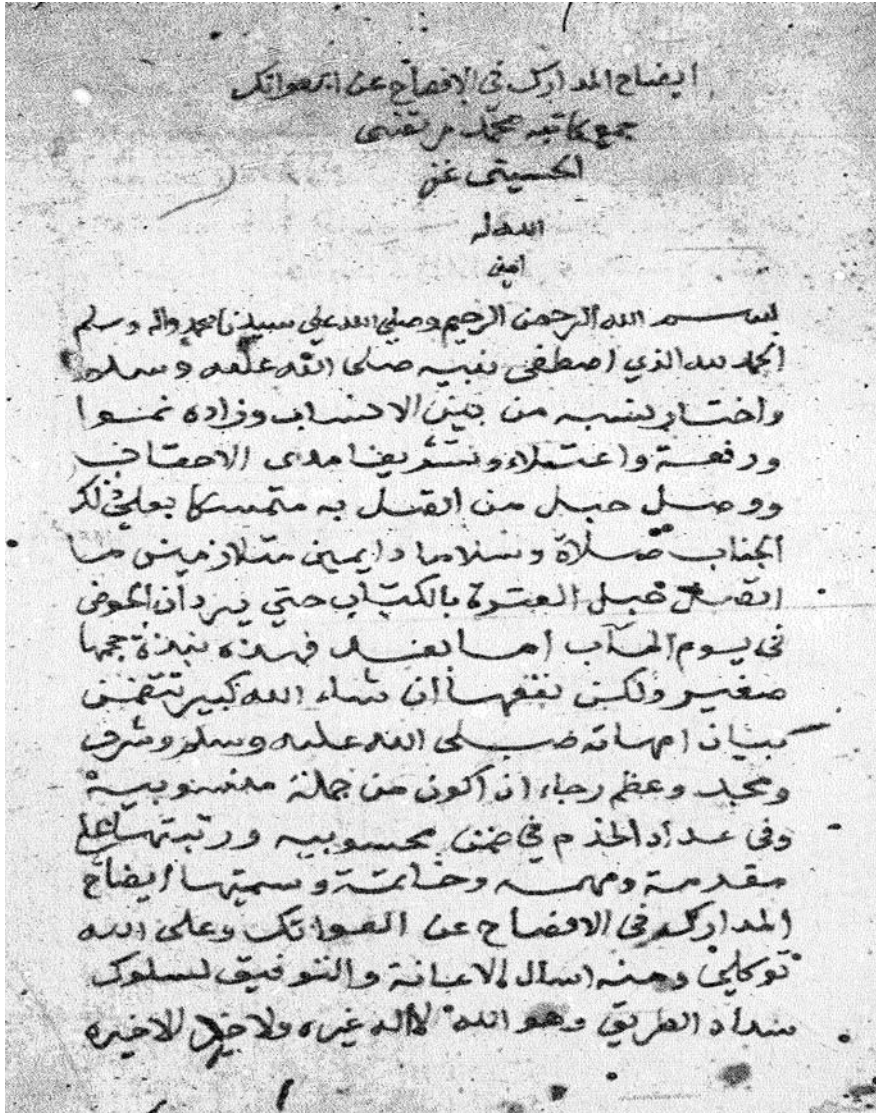 ايضاح المدارك في الافصاح عن العواتك
جمع كاتبه محمد مرتضى
الحسيني غفر
الله له
امين
بسم الله الرحمن الرحيم وصلى الله على سيدنا محمد واله وسلم
الحمد لله الذي اصطفى نبيه صلى الله عليه وسلم
واختار لنسبه من بين الانساب وزاده نموا
ورفعة واعتلاء وتشريفا مدى الاحقاب
ووصل حبل من اتصل به متمسكا بعلى ذلك
الجناب صلاة وسلاما دايمين متلازمين ما
اتصل حبل العترة بالكتاب حتي يردان الحوض
في يوم المآب اما بعد فهذه نبذة حجمها
صغير ولكن نفعها ان شاء الله كبير تتضمن
بيان امهاته صلى الله عليه وسلم وشرف
ومجد وعظم رجاء ان اكون من جملة منسوبيه
وفى عداد الخدم في ضمن محسوبيه ورتبتها على
مقدمة ومهمه وخاتمة وسميتها ايضاح
المدارك في الافصاح عن العواتك وعلى الله
توكلي ومنه اسال الاعانة والتوفيق لسلوك
سداد الطريق وهو الله لا اله غيره ولا خير الا خيره